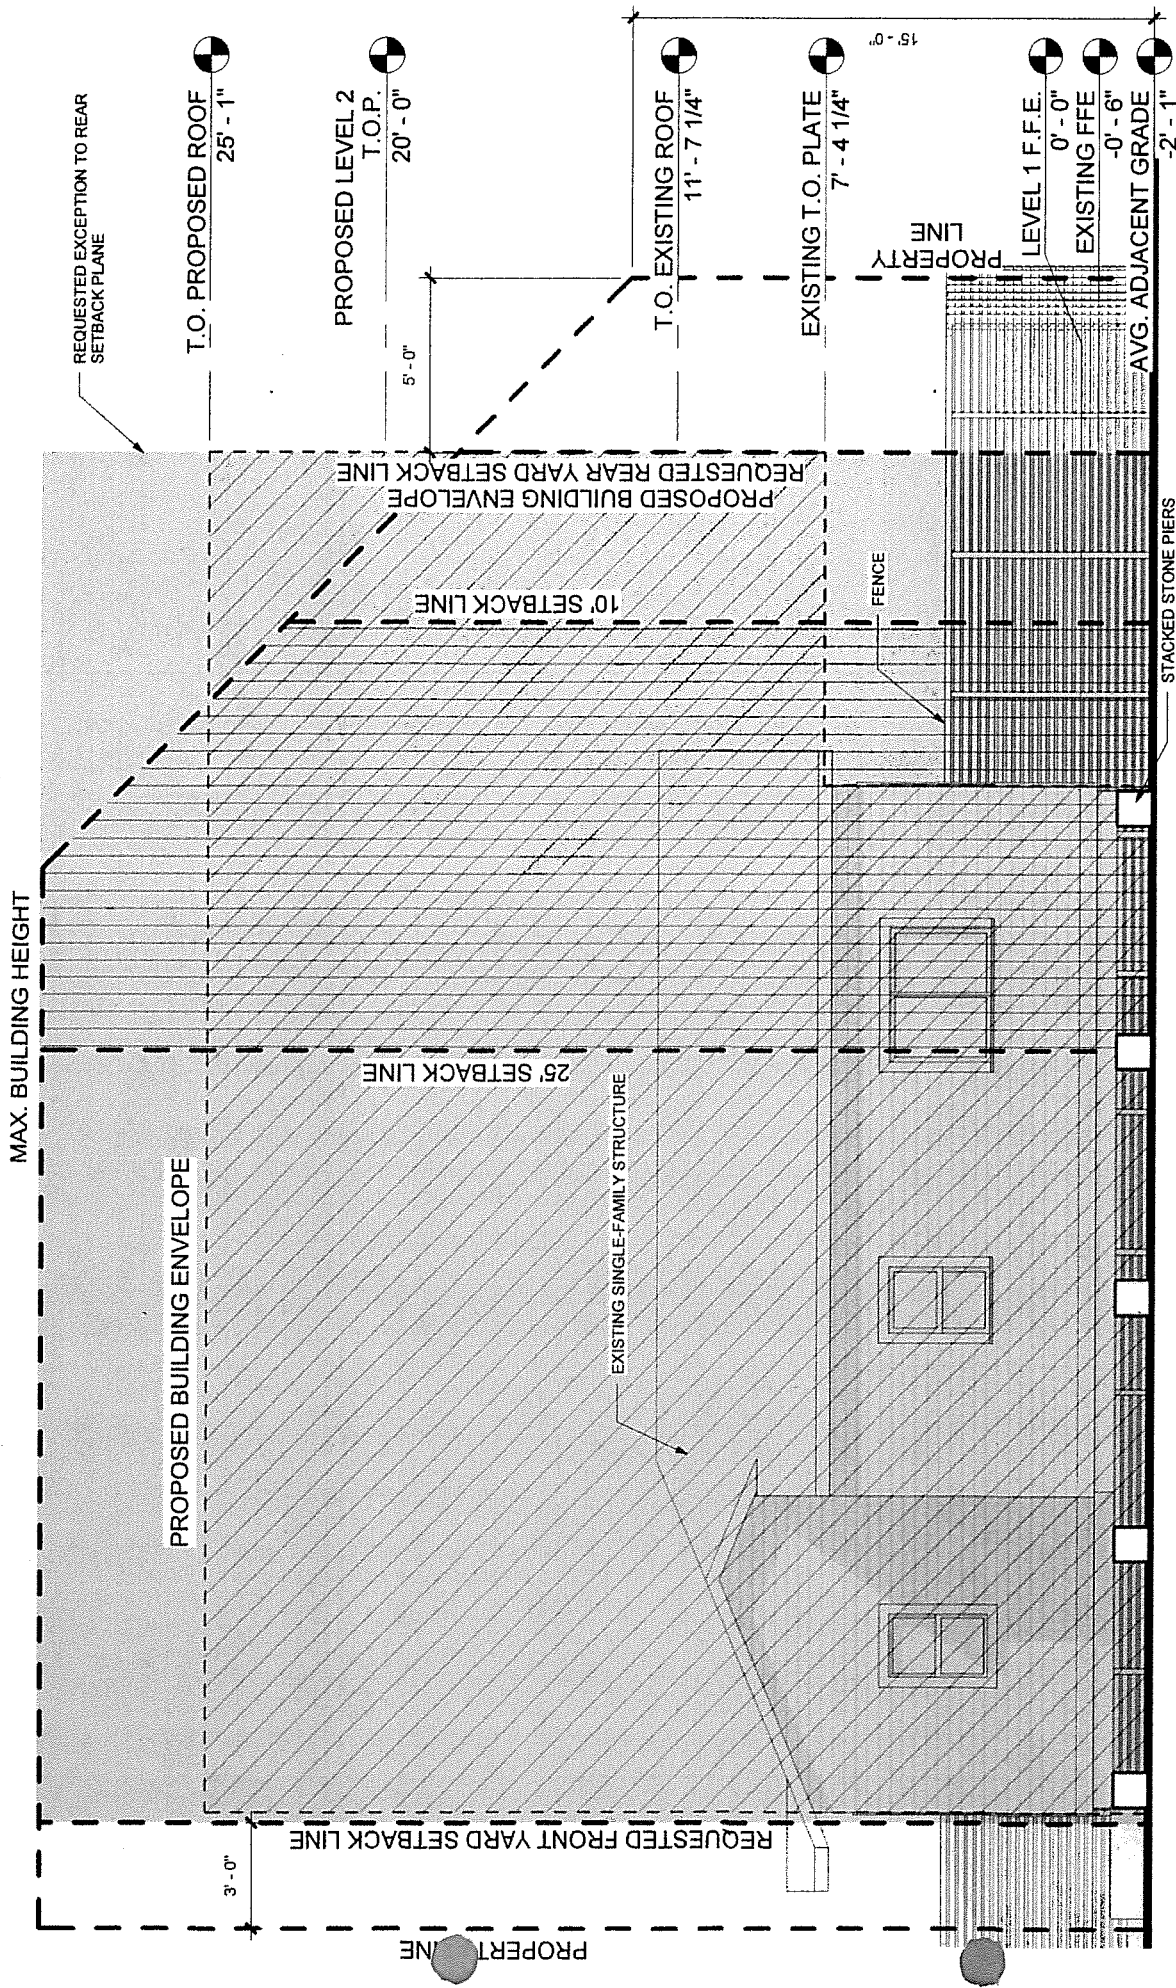 MAX. BUILDING HEIGHT
REQUESTED EXCEPTION TO REAR
SETBACK PLANE
T.O. PROPOSED ROOF
25' - 1"
PROPOSED LEVEL 2
T.O.P.
20' - 0"
T.O. EXISTING ROOF
11' - 7 1/4"
EXISTING T.O. PLATE
7' - 4 1/4"
LEVEL 1 F.F.E.
0' - 0"
EXISTING FFE
-0' - 6"
AVG. ADJACENT GRADE
-2' - 1"
15' - 0"
5' - 0"
PROPERTY
LINE
REQUESTED REAR YARD SETBACK LINE
PROPOSED BUILDING ENVELOPE
10' SETBACK LINE
FENCE
STACKED STONE PIERS
25' SETBACK LINE
PROPOSED BUILDING ENVELOPE
EXISTING SINGLE-FAMILY STRUCTURE
REQUESTED FRONT YARD SETBACK LINE
3' - 0"
PROPERT NE